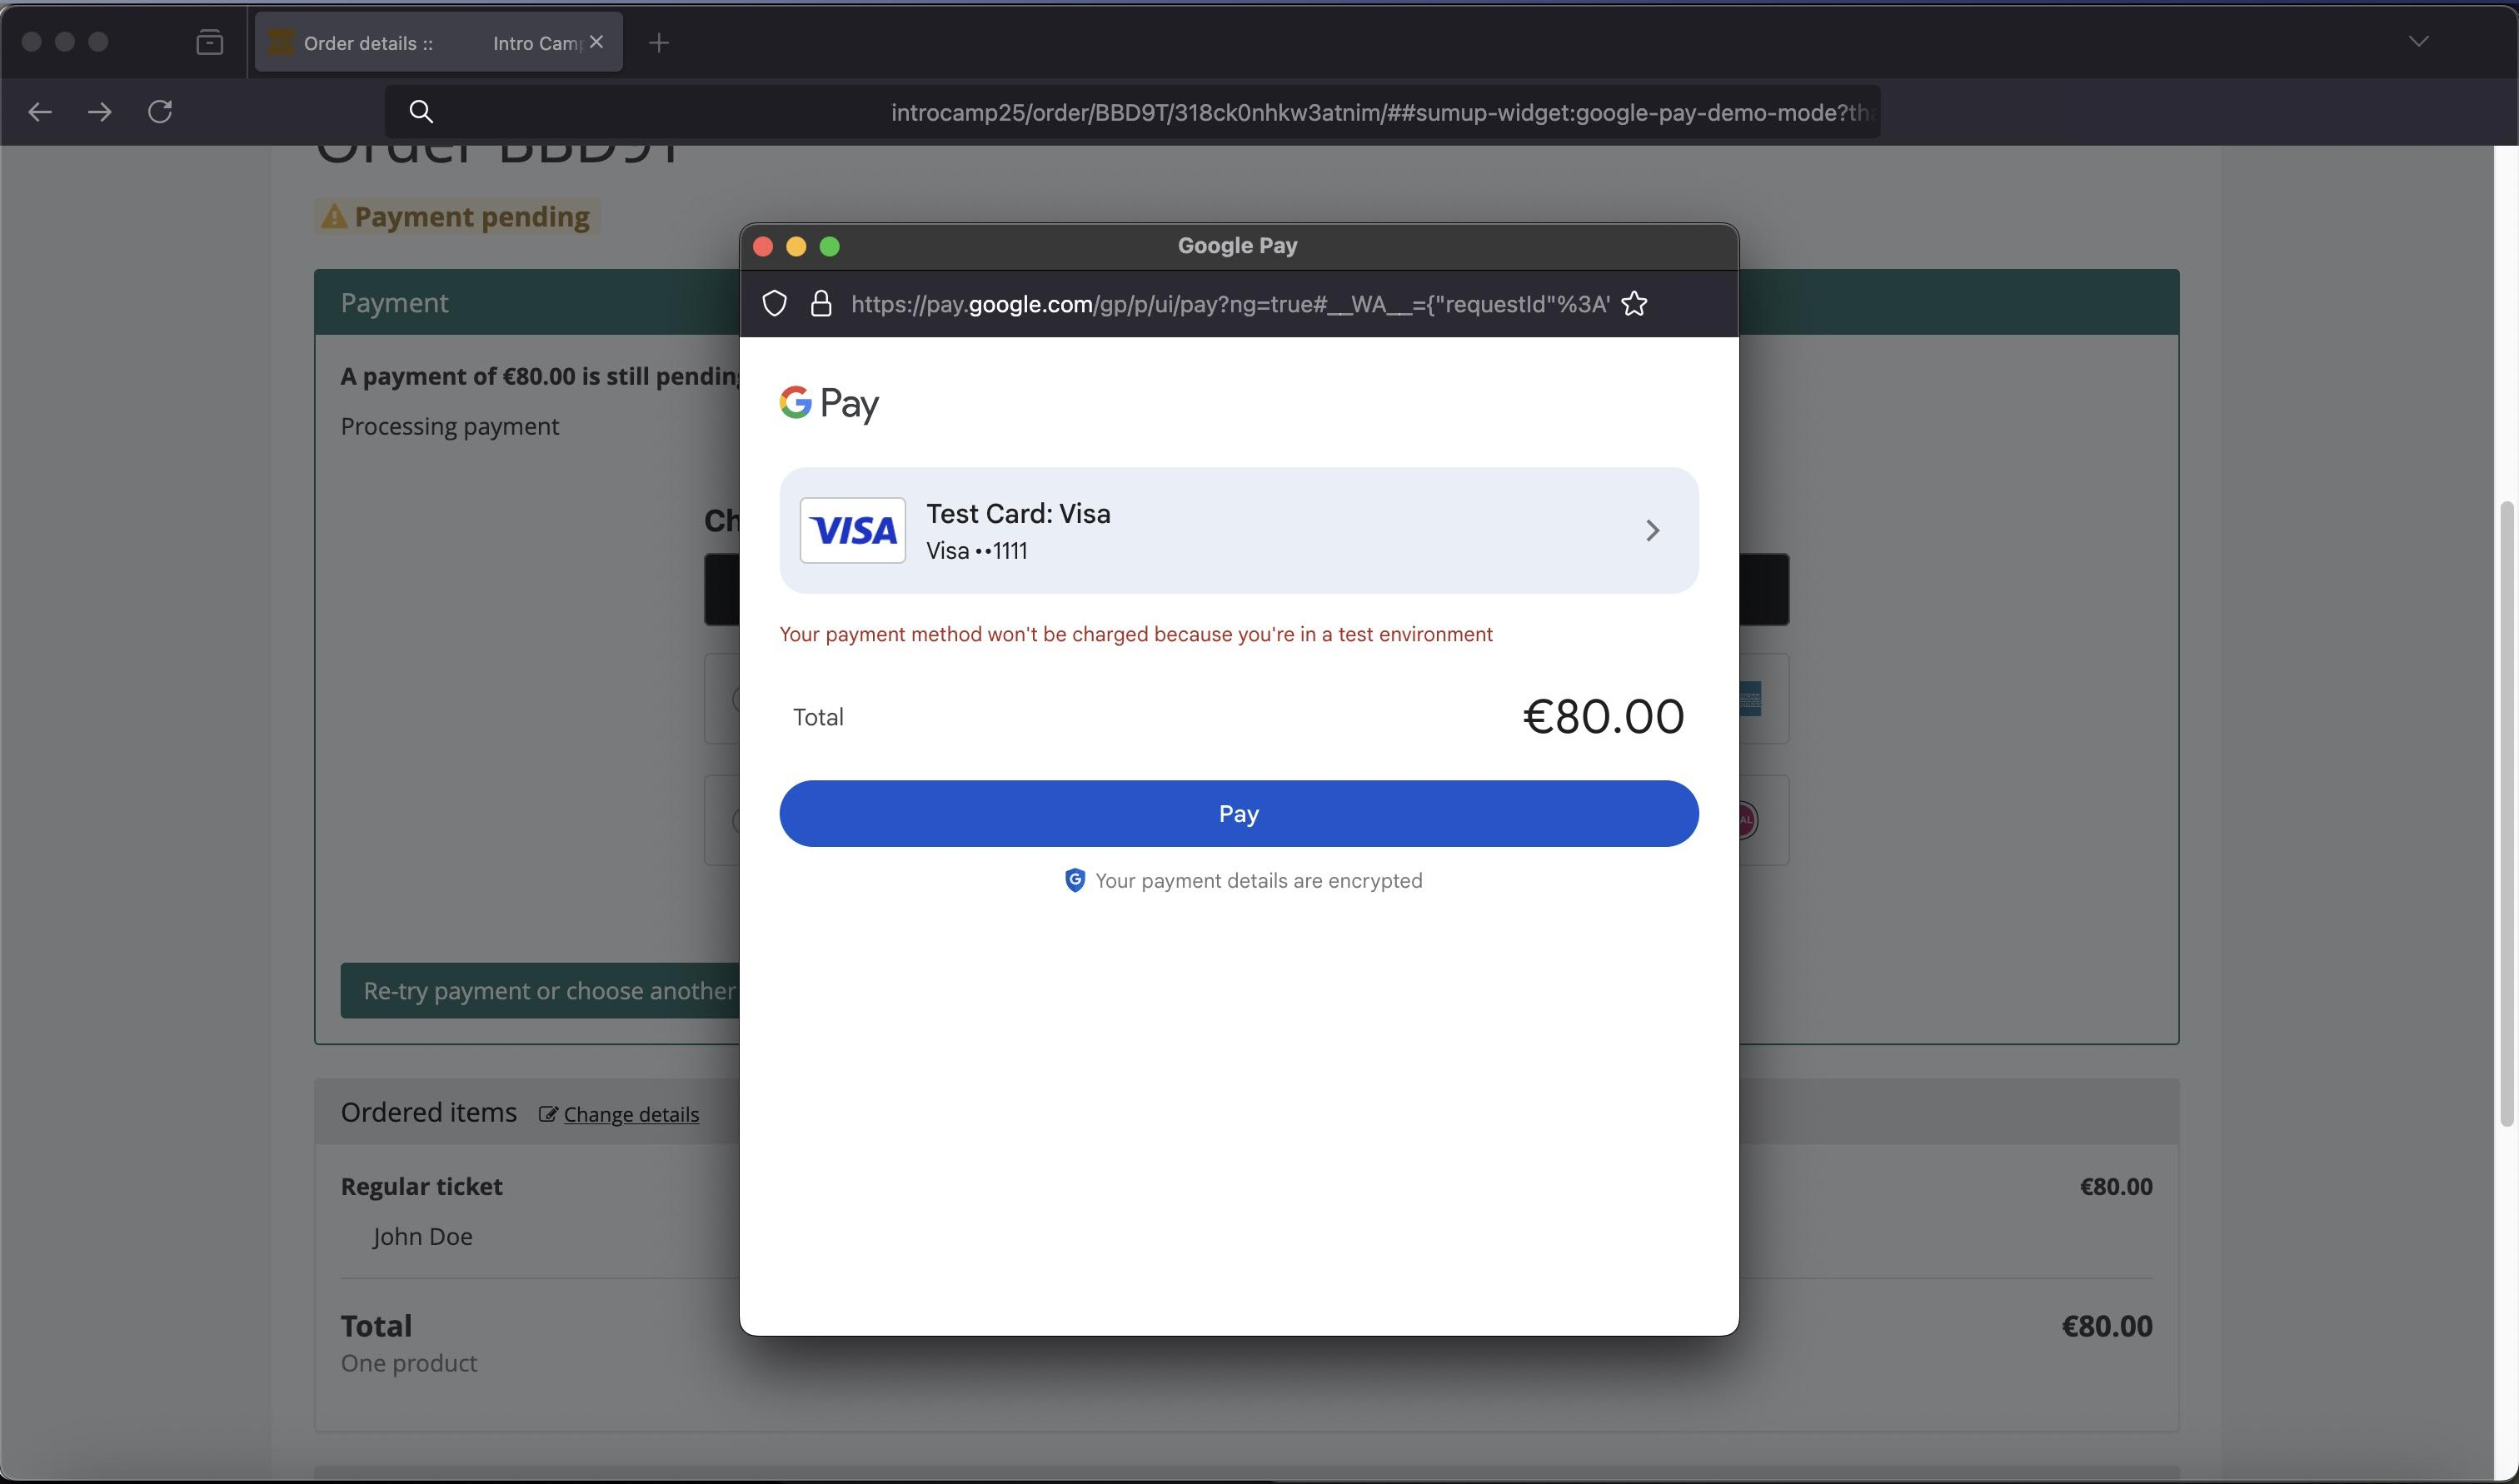 Order details ::
Intro Cam
introcamp25/order/BBD9T/318ck0nhkw3atnim/##sumup-widget:google-pay-demo-mode?th
Order BBD9T
Payment pending
Payment
A payment of €80.00 is still pending
Processing payment
Ch
Re-try payment or choose another
Ordered items Change details
Regular ticket €80.00
John Doe
Total €80.00
One product
Google Pay
https://pay.google.com/gp/p/ui/pay?ng=true#__WA__={"requestId"%3A'
G Pay
VISA
Test Card: Visa
Visa ••1111
Your payment method won't be charged because you're in a test environment
Total €80.00
Pay
Your payment details are encrypted